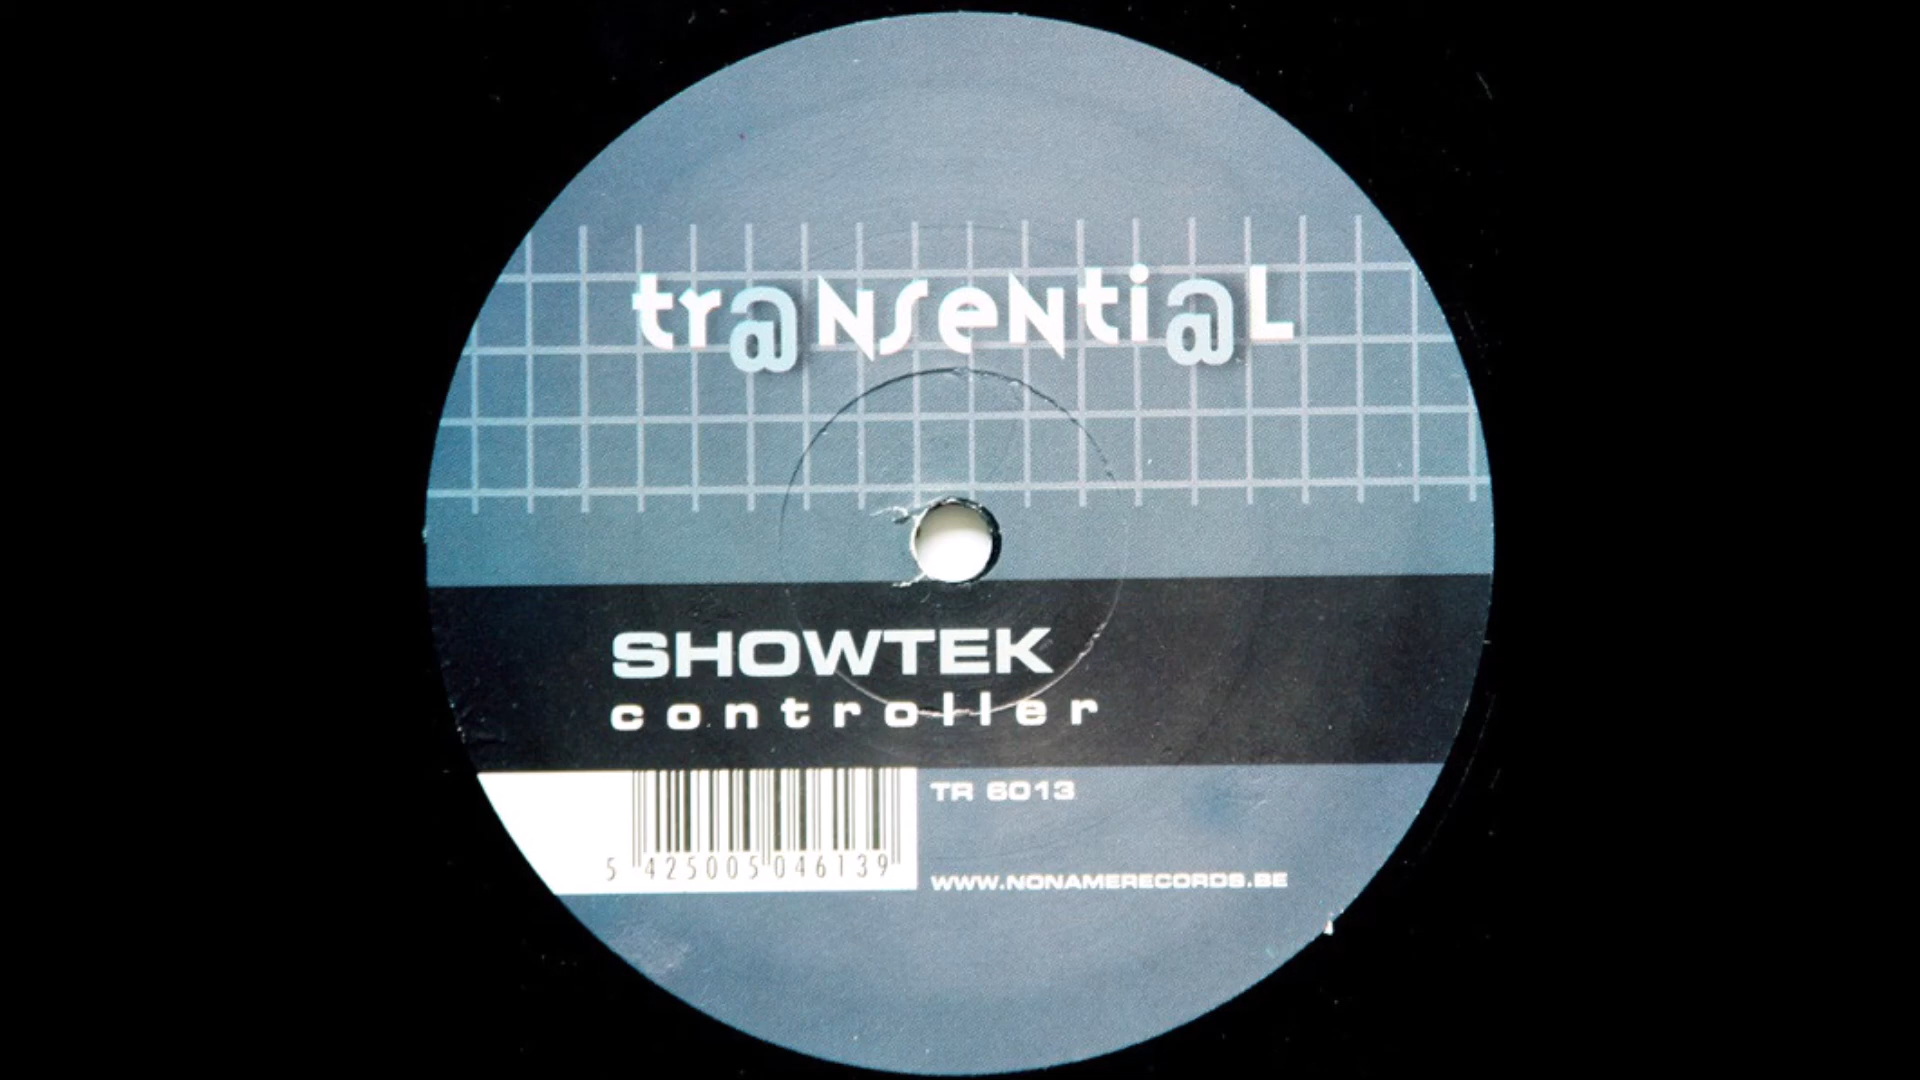 tr@Nsenti@L
SHOWTEK
controller
TR 6013
5 425005 046139
WWW.NONAMERECORDS.BE